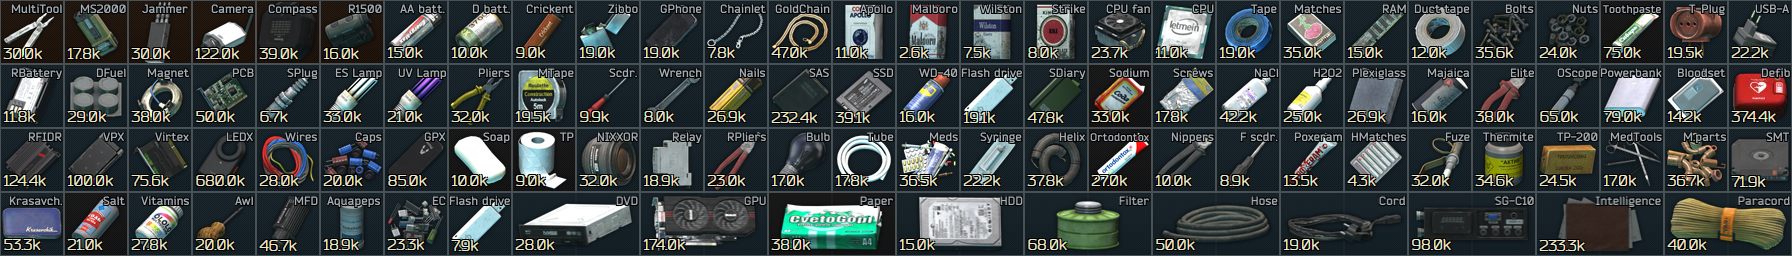 MultiTool MS2000 Jammer Camera Compass R1500 AA batt. D batt. Crickent Zibbo GPhone Chainlet GoldChain Apollo Malboro Wilston Strike CPU fan CPU Tape Matches RAM Duct tape Bolts Nuts Toothpaste T-Plug USB-A
30.0k 17.8k 30.0k 122.0k 39.0k 16.0k 15.0k 10.0k 9.0k 19.0k 19.0k 7.8k 47.0k 11.0k 2.6k 7.5k 8.0k 23.7k 11.0k 19.0k 35.0k 15.0k 12.0k 35.6k 24.0k 75.0k 19.5k 22.2k
RBattery DFuel Magnet PCB SPlug ES Lamp UV Lamp Pliers MTape Scdr. Wrench Nails SAS SSD WD-40 Flash drive SDiary Sodium Screws NaCl H2O2 Plexiglass Majaica Elite OScope Powerbank Bloodset Defib
11.8k 29.0k 38.0k 50.0k 6.7k 33.0k 21.0k 32.0k 19.5k 9.9k 8.0k 26.9k 232.4k 39.1k 16.0k 19.1k 47.8k 33.0k 17.8k 42.2k 25.0k 26.9k 16.0k 38.0k 65.0k 79.0k 14.2k 374.4k
RFIDR VPX Virtex LEDX Wires Caps GPX Soap TP NIXXOR Relay RPliers Bulb Tube Meds Syringe Helix Ortodontox Nippers F scdr. Poxeram HMatches Fuze Thermite TP-200 MedTools M.parts SMT
124.4k 100.0k 75.6k 680.0k 28.0k 20.0k 85.0k 10.0k 9.0k 32.0k 18.9k 23.0k 17.0k 17.8k 36.5k 22.2k 37.8k 27.0k 10.0k 8.9k 13.5k 4.3k 32.0k 34.6k 24.5k 17.0k 36.7k 71.9k
Krasavch. Salt Vitamins Awl MFD Aquapeps EC Flash drive DVD GPU Paper HDD Filter Hose Cord SG-C10 Intelligence Paracord
53.3k 21.0k 27.8k 20.0k 46.7k 18.9k 23.3k 7.9k 28.0k 174.0k 38.0k 15.0k 68.0k 50.0k 19.0k 98.0k 233.3k 40.0k